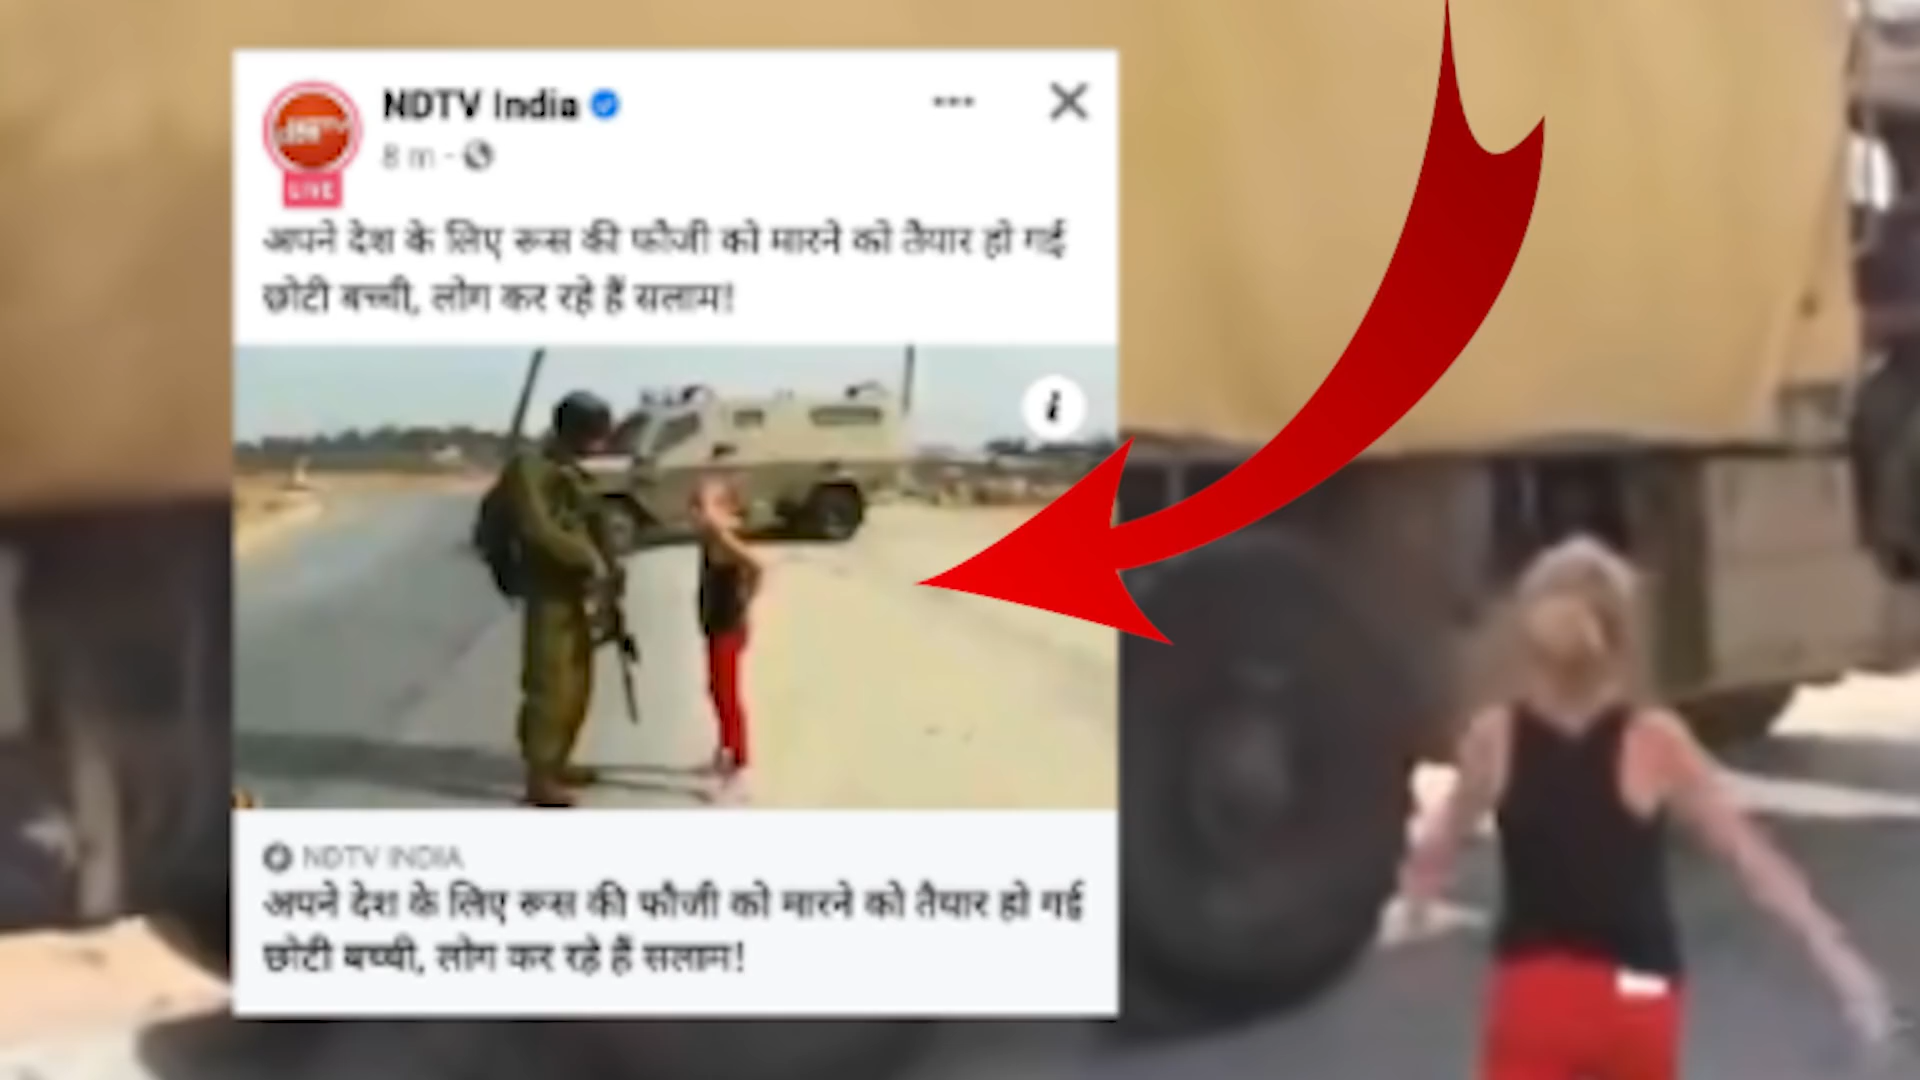 NDTV India
8 m
LIVE
अपने देश के लिए रूस की फौजी को मारने को तैयार हो गई
छोटी बच्ची, लोग कर रहे हैं सलाम!
i
NDTV INDIA
अपने देश के लिए रूस की फौजी को मारने को तैयार हो गई
छोटी बच्ची, लोग कर रहे हैं सलाम!